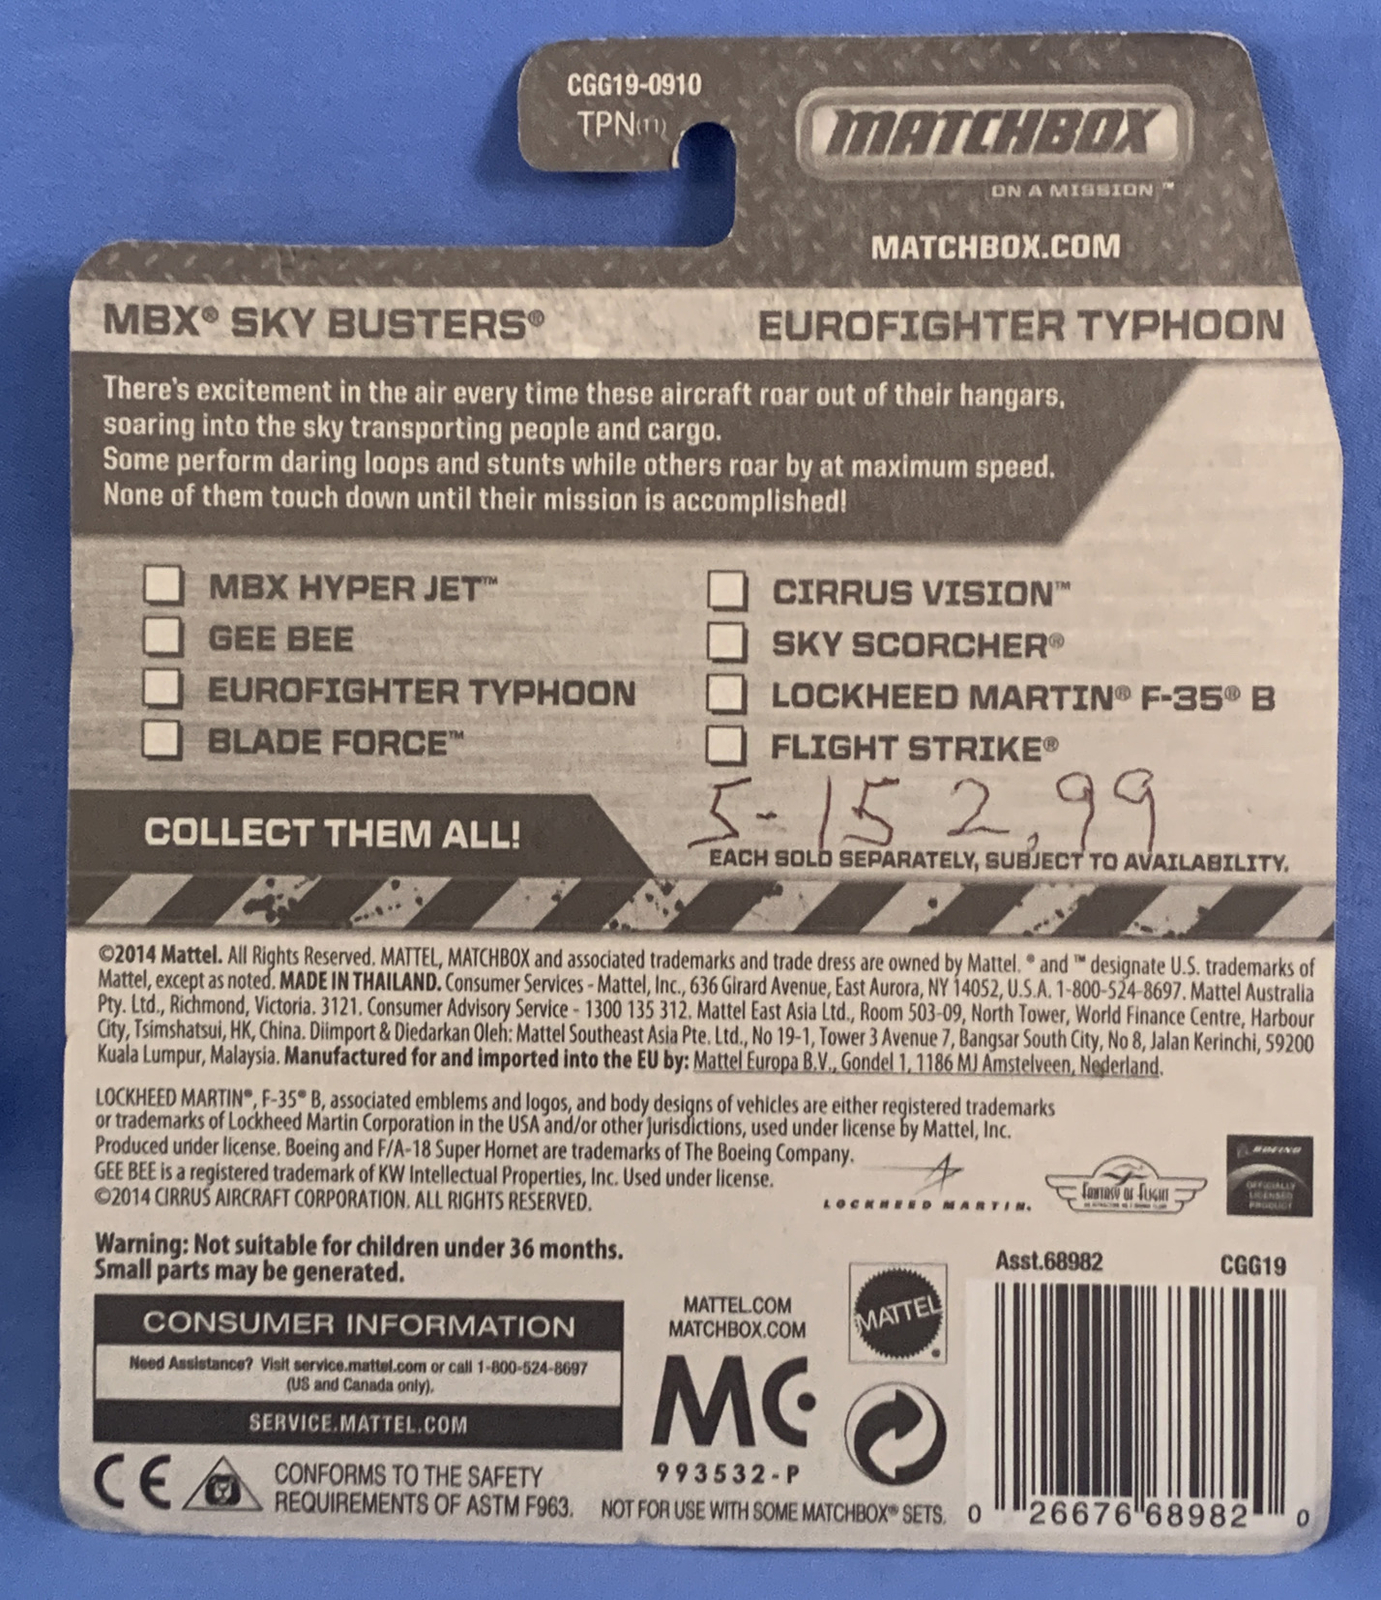 CGG19-0910
TPN(11)
MATCHBOX
ON A MISSION™
MATCHBOX.COM
MBX® SKY BUSTERS®
EUROFIGHTER TYPHOON
There's excitement in the air every time these aircraft roar out of their hangars,
soaring into the sky transporting people and cargo.
Some perform daring loops and stunts while others roar by at maximum speed.
None of them touch down until their mission is accomplished!
MBX HYPER JET™
GEE BEE
EUROFIGHTER TYPHOON
BLADE FORCE™
CIRRUS VISION™
SKY SCORCHER®
LOCKHEED MARTIN® F-35® B
FLIGHT STRIKE®
5-15 2,99
COLLECT THEM ALL!
EACH SOLD SEPARATELY, SUBJECT TO AVAILABILITY.
©2014 Mattel. All Rights Reserved. MATTEL, MATCHBOX and associated trademarks and trade dress are owned by Mattel. ® and ™ designate U.S. trademarks of
Mattel, except as noted. MADE IN THAILAND. Consumer Services - Mattel, Inc., 636 Girard Avenue, East Aurora, NY 14052, U.S.A. 1-800-524-8697. Mattel Australia
Pty. Ltd., Richmond, Victoria. 3121. Consumer Advisory Service - 1300 135 312. Mattel East Asia Ltd., Room 503-09, North Tower, World Finance Centre, Harbour
City, Tsimshatsui, HK, China. Diimport & Diedarkan Oleh: Mattel Southeast Asia Pte. Ltd., No 19-1, Tower 3 Avenue 7, Bangsar South City, No 8, Jalan Kerinchi, 59200
Kuala Lumpur, Malaysia. Manufactured for and imported into the EU by: Mattel Europa B.V., Gondel 1, 1186 MJ Amstelveen, Nederland.
LOCKHEED MARTIN®, F-35® B, associated emblems and logos, and body designs of vehicles are either registered trademarks
or trademarks of Lockheed Martin Corporation in the USA and/or other jurisdictions, used under license by Mattel, Inc.
Produced under license. Boeing and F/A-18 Super Hornet are trademarks of The Boeing Company.
GEE BEE is a registered trademark of KW Intellectual Properties, Inc. Used under license.
©2014 CIRRUS AIRCRAFT CORPORATION. ALL RIGHTS RESERVED.
LOCKHEED MARTIN.
FANTASY OF FLIGHT
BOEING
OFFICIALLY
LICENSED
PRODUCT
Warning: Not suitable for children under 36 months.
Small parts may be generated.
CONSUMER INFORMATION
Need Assistance? Visit service.mattel.com or call 1-800-524-8697
(US and Canada only).
SERVICE.MATTEL.COM
CE
CONFORMS TO THE SAFETY
REQUIREMENTS OF ASTM F963.
MATTEL.COM
MATCHBOX.COM
MC
993532-P
MATTEL
NOT FOR USE WITH SOME MATCHBOX® SETS.
Asst.68982
CGG19
0 26676 68982 0